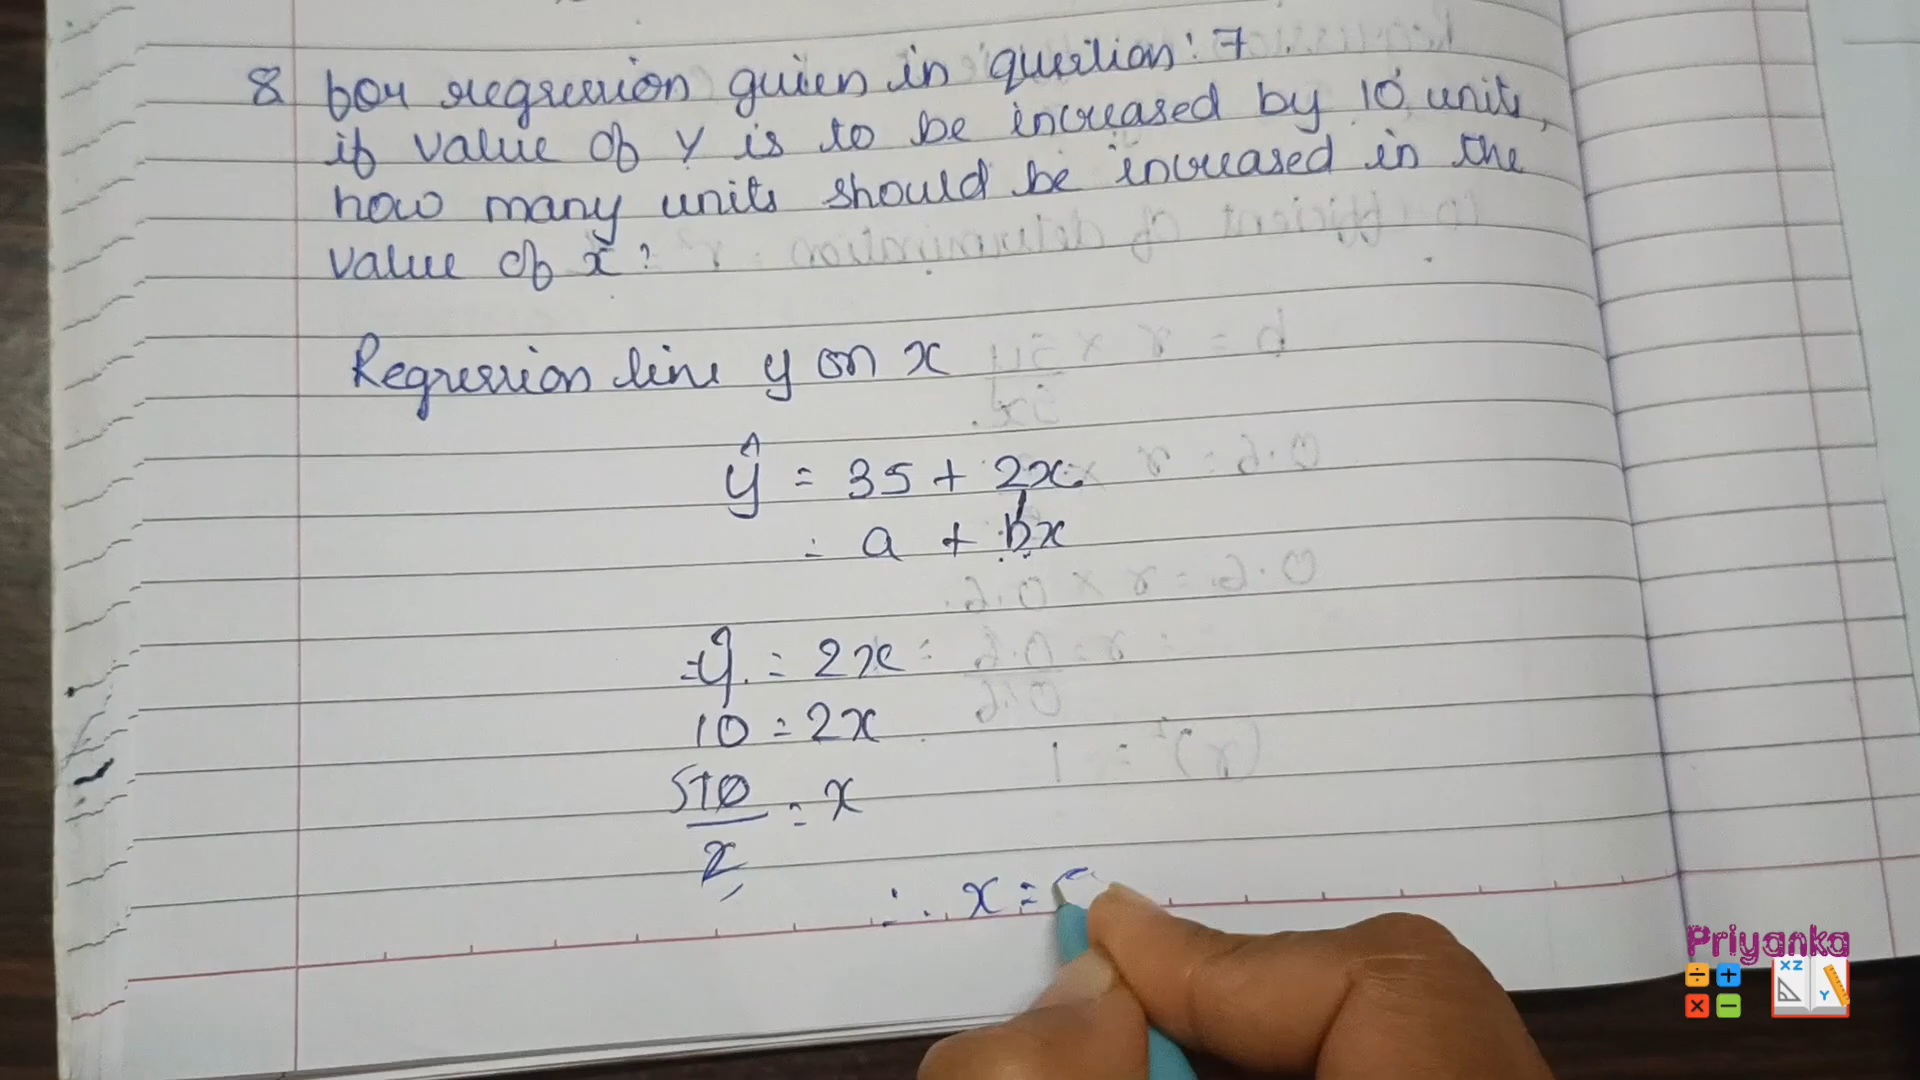 8 for regression given in question: 7
if value of y is to be increased by 10 units,
how many units should be increased in the
value of x?
Regression line y on x
ŷ = 35 + 2x
= a + bx
ŷ = 2x
10 = 2x
5 10 = x
2
∴ x =
Priyanka
÷ + XZ
× − Y